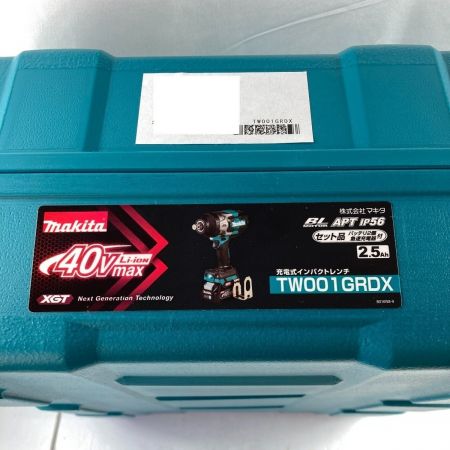 TW001GRDX
makita
40Vmax Li-ion
XGT Next Generation Technology
株式会社マキタ
BL MOTOR APT IP56
セット品 バッテリ2個 急速充電器 付
2.5Ah
充電式インパクトレンチ
TW001GRDX